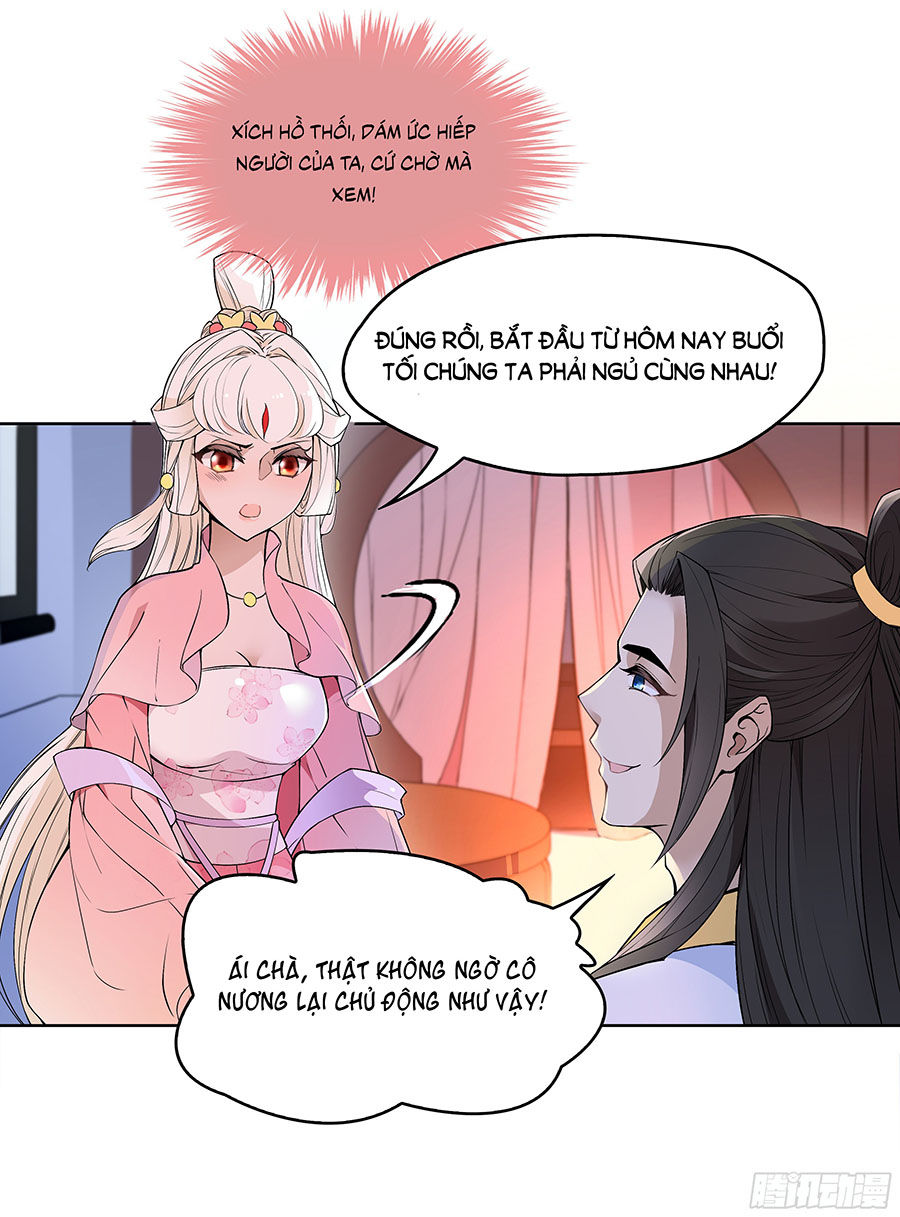 XÍCH HỒ THỐI, DÁM ỨC HIẾP
NGƯỜI CỦA TA, CỨ CHỜ MÀ
XEM!
ĐÚNG RỒI, BẮT ĐẦU TỪ HÔM NAY BUỔI
TỐI CHÚNG TA PHẢI NGỦ CÙNG NHAU!
ÁI CHÀ, THẬT KHÔNG NGỜ CÔ
NƯƠNG LẠI CHỦ ĐỘNG NHƯ VẬY!
腾讯动漫